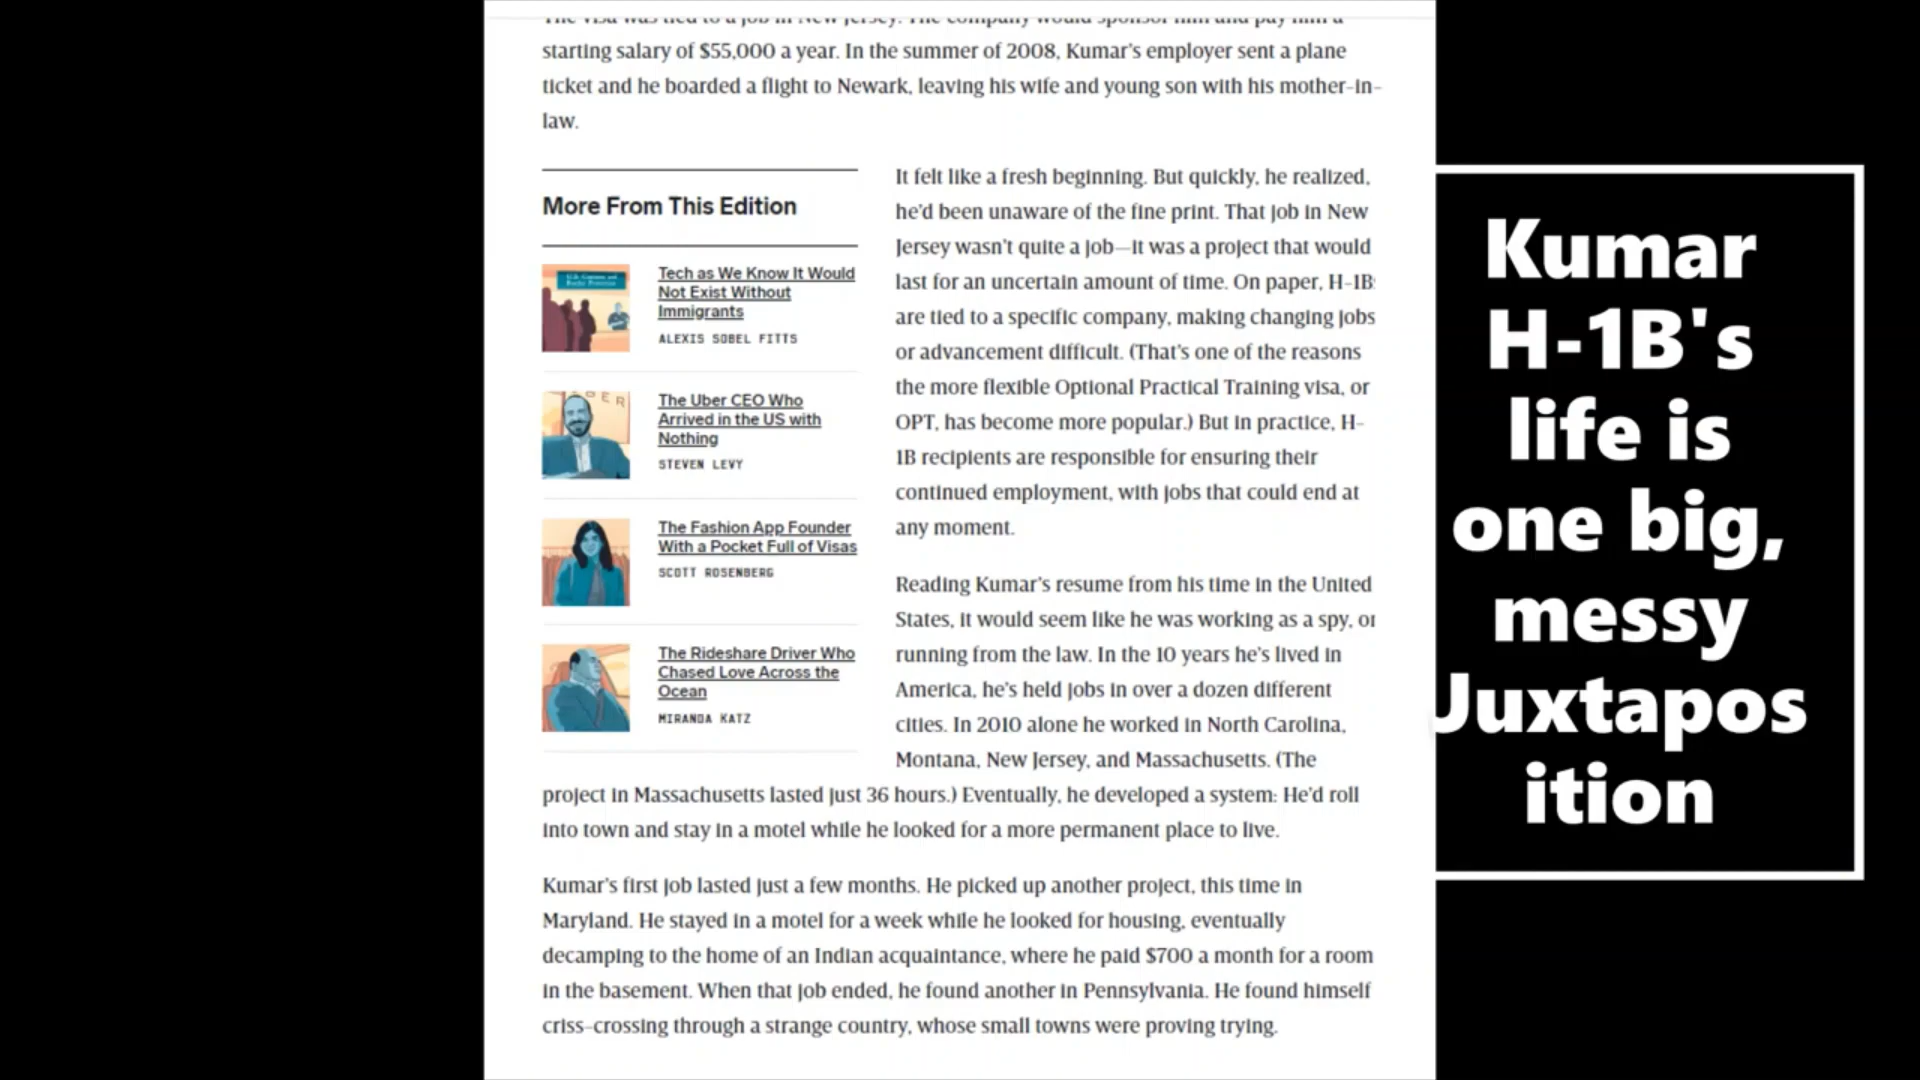 The visa was tied to a job in New Jersey. The company would sponsor him and pay him a
starting salary of $55,000 a year. In the summer of 2008, Kumar's employer sent a plane
ticket and he boarded a flight to Newark, leaving his wife and young son with his mother-in-
law.
More From This Edition
Tech as We Know It Would
Not Exist Without
Immigrants
ALEXIS SOBEL FITTS
The Uber CEO Who
Arrived in the US with
Nothing
STEVEN LEVY
The Fashion App Founder
With a Pocket Full of Visas
SCOTT ROSENBERG
The Rideshare Driver Who
Chased Love Across the
Ocean
MIRANDA KATZ
It felt like a fresh beginning. But quickly, he realized,
he'd been unaware of the fine print. That job in New
Jersey wasn't quite a job—it was a project that would
last for an uncertain amount of time. On paper, H-1Bs
are tied to a specific company, making changing jobs
or advancement difficult. (That's one of the reasons
the more flexible Optional Practical Training visa, or
OPT, has become more popular.) But in practice, H-
1B recipients are responsible for ensuring their
continued employment, with jobs that could end at
any moment.
Reading Kumar's resume from his time in the United
States, it would seem like he was working as a spy, or
running from the law. In the 10 years he's lived in
America, he's held jobs in over a dozen different
cities. In 2010 alone he worked in North Carolina,
Montana, New Jersey, and Massachusetts. (The
project in Massachusetts lasted just 36 hours.) Eventually, he developed a system: He'd roll
into town and stay in a motel while he looked for a more permanent place to live.
Kumar's first job lasted just a few months. He picked up another project, this time in
Maryland. He stayed in a motel for a week while he looked for housing, eventually
decamping to the home of an Indian acquaintance, where he paid $700 a month for a room
in the basement. When that job ended, he found another in Pennsylvania. He found himself
criss-crossing through a strange country, whose small towns were proving trying.
Kumar
H-1B's
life is
one big,
messy
Juxtapos
ition